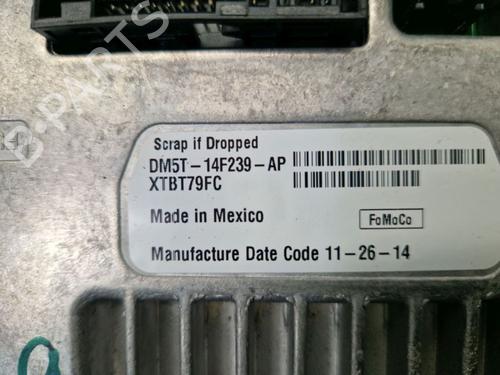 Scrap if Dropped
DM5T-14F239-AP
XTBT79FC
Made in Mexico
FoMoCo
Manufacture Date Code 11-26-14
B-PARTS